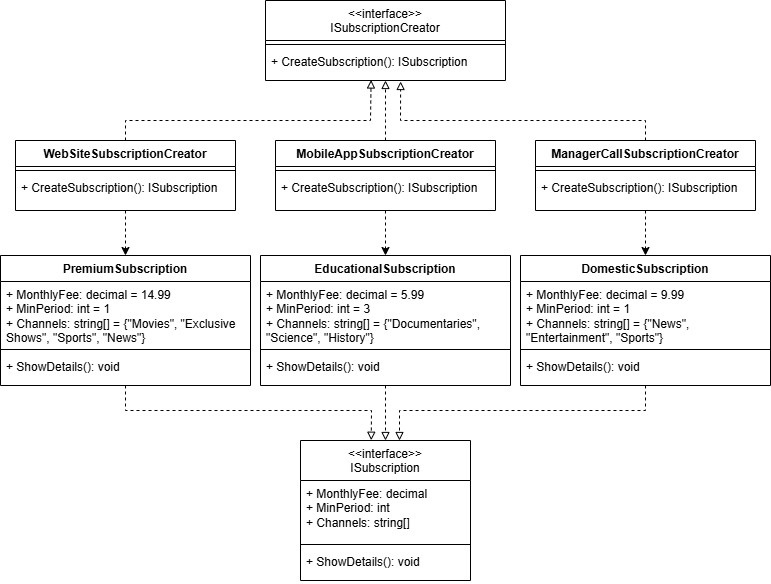 <<interface>>
ISubscriptionCreator
+ CreateSubscription(): ISubscription
WebSiteSubscriptionCreator
+ CreateSubscription(): ISubscription
MobileAppSubscriptionCreator
+ CreateSubscription(): ISubscription
ManagerCallSubscriptionCreator
+ CreateSubscription(): ISubscription
PremiumSubscription
+ MonthlyFee: decimal = 14.99
+ MinPeriod: int = 1
+ Channels: string[] = {"Movies", "Exclusive
Shows", "Sports", "News"}
+ ShowDetails(): void
EducationalSubscription
+ MonthlyFee: decimal = 5.99
+ MinPeriod: int = 3
+ Channels: string[] = {"Documentaries",
"Science", "History"}
+ ShowDetails(): void
DomesticSubscription
+ MonthlyFee: decimal = 9.99
+ MinPeriod: int = 1
+ Channels: string[] = {"News",
"Entertainment", "Sports"}
+ ShowDetails(): void
<<interface>>
ISubscription
+ MonthlyFee: decimal
+ MinPeriod: int
+ Channels: string[]
+ ShowDetails(): void